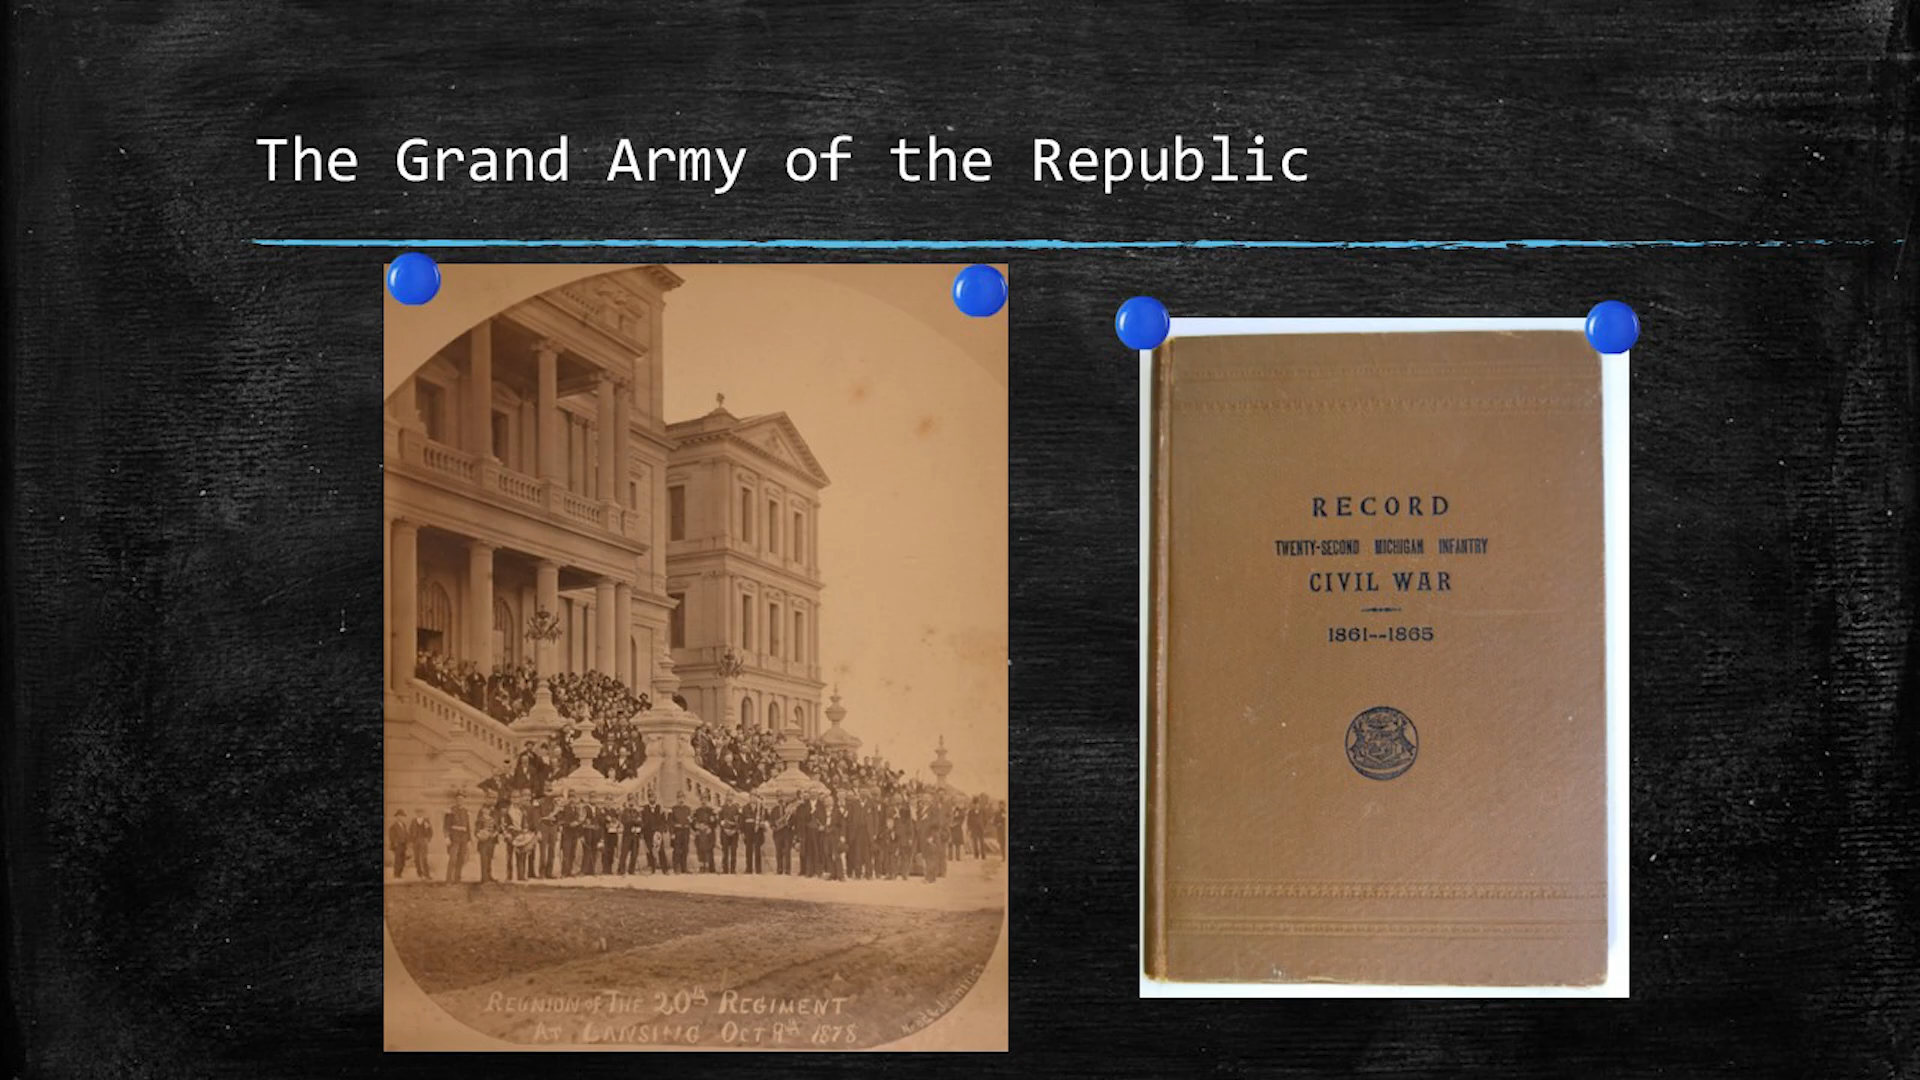 The Grand Army of the Republic
REUNION OF THE 20th REGIMENT
AT LANSING OCT 9th 1878
RECORD
TWENTY-SECOND MICHIGAN INFANTRY
CIVIL WAR
1861--1865